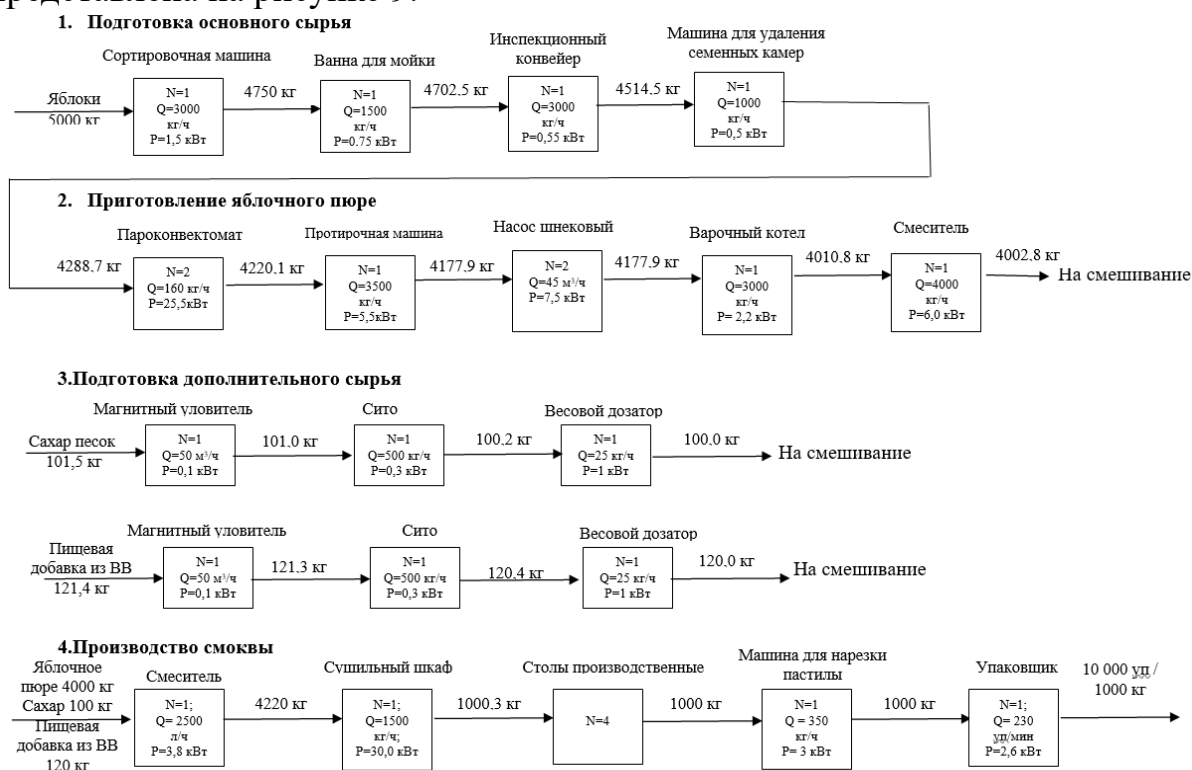 представлена на рисунке 9.
1. Подготовка основного сырья
Сортировочная машина
Ванна для мойки
Инспекционный
конвейер
Машина для удаления
семенных камер
Яблоки
5000 кг
N=1
Q=3000
кг/ч
P=1,5 кВт
4750 кг
N=1
Q=1500
кг/ч
P=0.75 кВт
4702,5 кг
N=1
Q=3000
кг/ч
P=0,55 кВт
4514,5 кг
N=1
Q=1000
кг/ч
P=0,5 кВт
2. Приготовление яблочного пюре
Пароконвектомат
Протирочная машина
Насос шнековый
Варочный котел
Смеситель
4288,7 кг
N=2
Q=160 кг/ч
P=25,5кВт
4220,1 кг
N=1
Q=3500
кг/ч
P=5,5кВт
4177,9 кг
N=2
Q=45 м³/ч
P=7,5 кВт
4177,9 кг
N=1
Q=3000
кг/ч
P= 2,2 кВт
4010,8 кг
N=1
Q=4000
кг/ч
P=6,0 кВт
4002,8 кг
На смешивание
3.Подготовка дополнительного сырья
Магнитный уловитель
Сито
Весовой дозатор
Сахар песок
101,5 кг
N=1
Q=50 м³/ч
P=0,1 кВт
101,0 кг
N=1
Q=500 кг/ч
P=0,3 кВт
100,2 кг
N=1
Q=25 кг/ч
P=1 кВт
100,0 кг
На смешивание
Магнитный уловитель
Сито
Весовой дозатор
Пищевая
добавка из ВВ
121,4 кг
N=1
Q=50 м³/ч
P=0,1 кВт
121,3 кг
N=1
Q=500 кг/ч
P=0,3 кВт
120,4 кг
N=1
Q=25 кг/ч
P=1 кВт
120,0 кг
На смешивание
4.Производство смоквы
Смеситель
Сушильный шкаф
Столы производственные
Машина для нарезки
пастилы
Упаковщик
Яблочное
пюре 4000 кг
Сахар 100 кг
Пищевая
добавка из ВВ
120 кг
N=1;
Q= 2500
л/ч
P=3,8 кВт
4220 кг
N=1;
Q=1500
кг/ч;
P=30,0 кВт
1000,3 кг
N=4
1000 кг
N=1
Q = 350
кг/ч
P= 3 кВт
1000 кг
N=1;
Q= 230
уп/мин
P=2,6 кВт
10 000 уп /
1000 кг